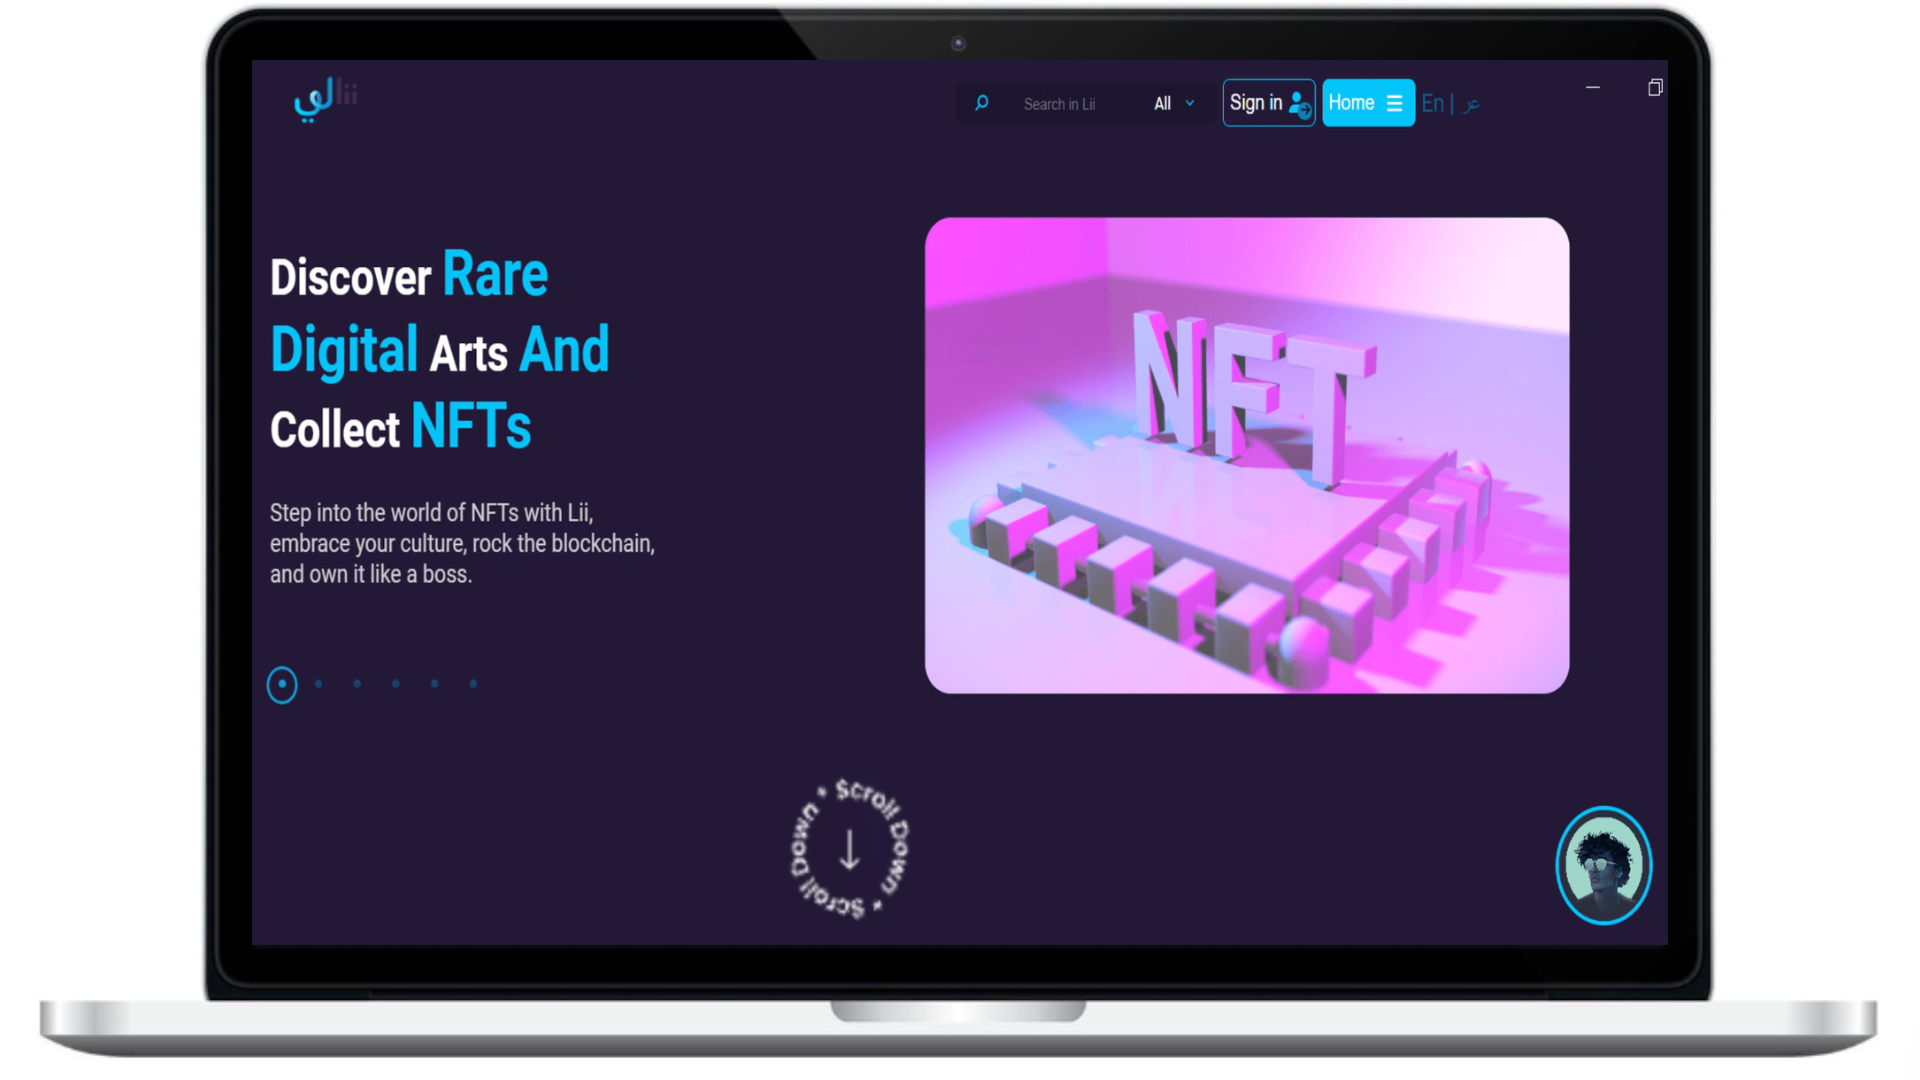 لي lii
Search in Lii
All
Sign in
Home
En | عر
Discover Rare
Digital Arts And
Collect NFTs
Step into the world of NFTs with Lii,
embrace your culture, rock the blockchain,
and own it like a boss.
NFT
Scroll Down * Scroll Down *